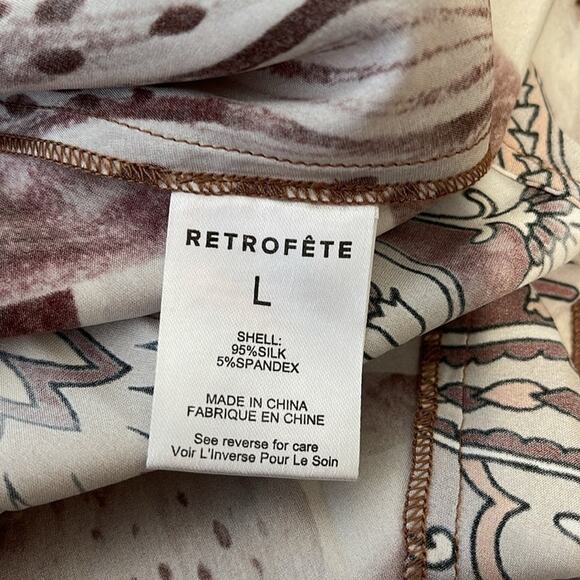 RETROFÊTE
L
SHELL:
95%SILK
5%SPANDEX
MADE IN CHINA
FABRIQUE EN CHINE
See reverse for care
Voir L'Inverse Pour Le Soin